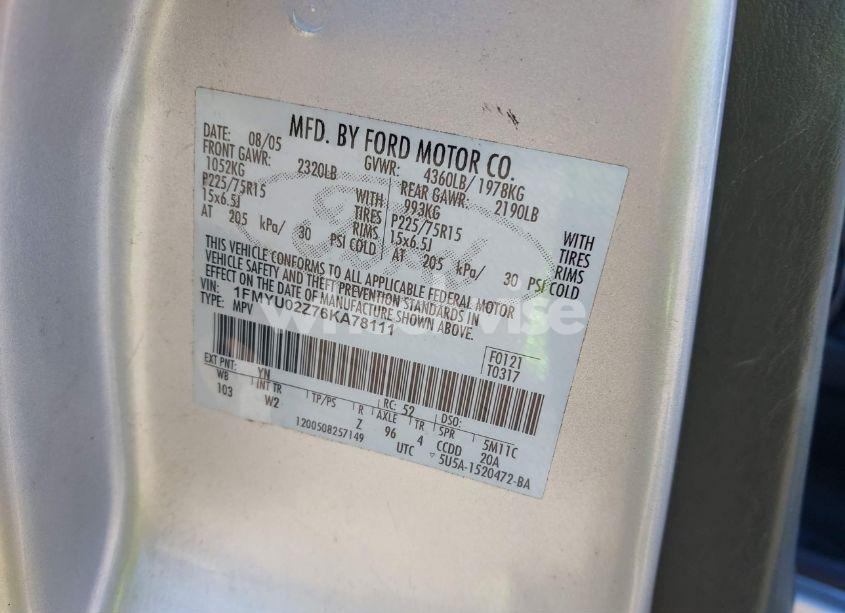 MFD. BY FORD MOTOR CO.
DATE: 08/05 GVWR: 4360LB/ 1978KG
FRONT GAWR: 2320LB REAR GAWR: 2190LB
1052KG WITH 993KG WITH
P225/75R15 TIRES P225/75R15 TIRES
15x6.5J RIMS 15x6.5J RIMS
AT 205 kPa/ 30 PSI COLD AT 205 kPa/ 30 PSI COLD
THIS VEHICLE CONFORMS TO ALL APPLICABLE FEDERAL MOTOR
VEHICLE SAFETY AND THEFT PREVENTION STANDARDS IN
EFFECT ON THE DATE OF MANUFACTURE SHOWN ABOVE.
VIN: 1FMYU02Z76KA78111
TYPE: MPV
F0121
T0317
EXT PNT: YN RC: 52 DSO:
WB INT TR TP/PS R AXLE TR SPR 5M11C
103 W2 Z 96 4 CCDD 20A
1200508257149 UTC 5U5A-1520472-BA